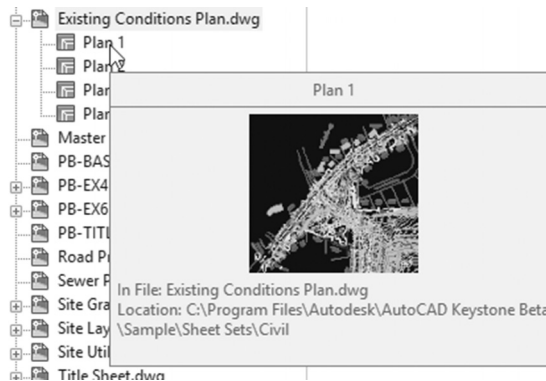 Existing Conditions Plan.dwg
Plan 1
Plan 2
Plan
Plan
Master
PB-BAS
PB-EX4
PB-EX6
PB-TITL
Road Pr
Sewer P
Site Gra
Site Lay
Site Util
Title Sheet.dwg
Plan 1
In File: Existing Conditions Plan.dwg
Location: C:\Program Files\Autodesk\AutoCAD Keystone Beta
\Sample\Sheet Sets\Civil